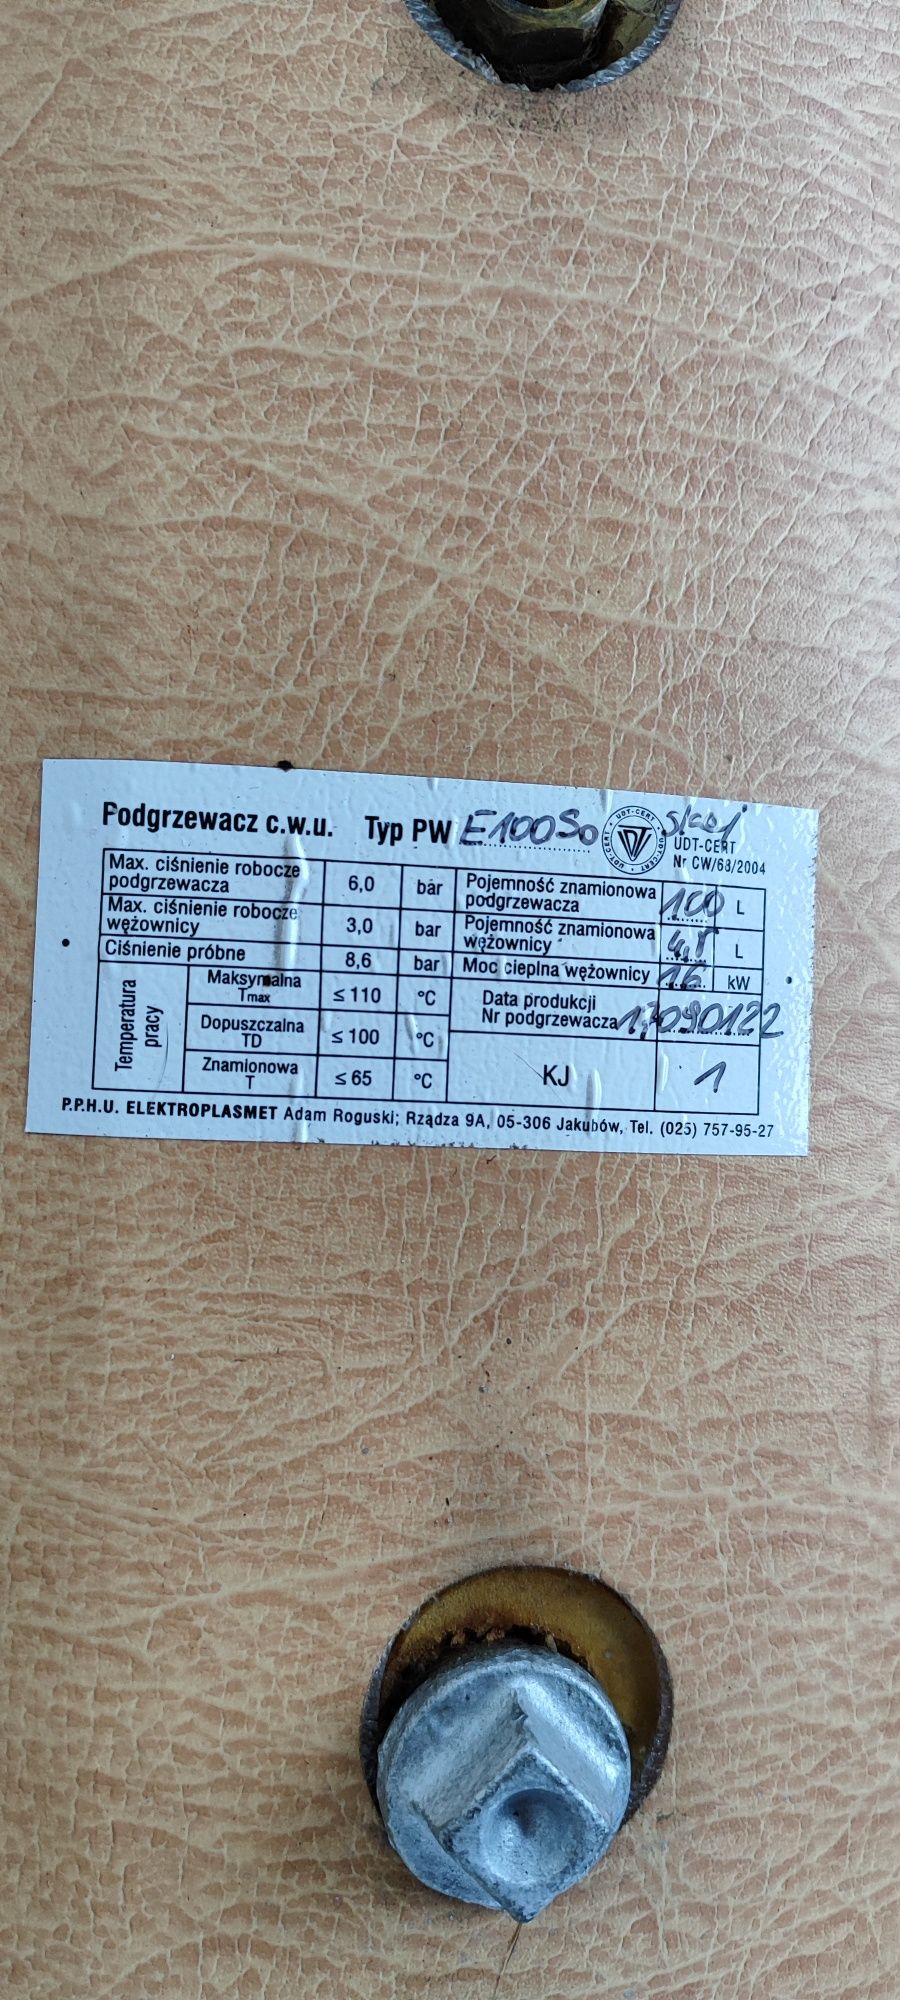 Podgrzewacz c.w.u. Typ PW E100So
UDT-CERT
UDT-CERT
Nr CW/68/2004
Max. ciśnienie robocze podgrzewacza 6,0 bar
Pojemność znamionowa podgrzewacza 100 L
Max. ciśnienie robocze wężownicy 3,0 bar
Pojemność znamionowa wężownicy L
Ciśnienie próbne 8,6 bar
Moc cieplna wężownicy 16 kW
Temperatura pracy
Maksymalna Tmax ≤ 110 °C
Dopuszczalna TD ≤ 100 °C
Znamionowa T ≤ 65 °C
Data produkcji
Nr podgrzewacza
KJ 1
P.P.H.U. ELEKTROPLASMET Adam Roguski; Rządza 9A, 05-306 Jakubów, Tel. (025) 757-95-27